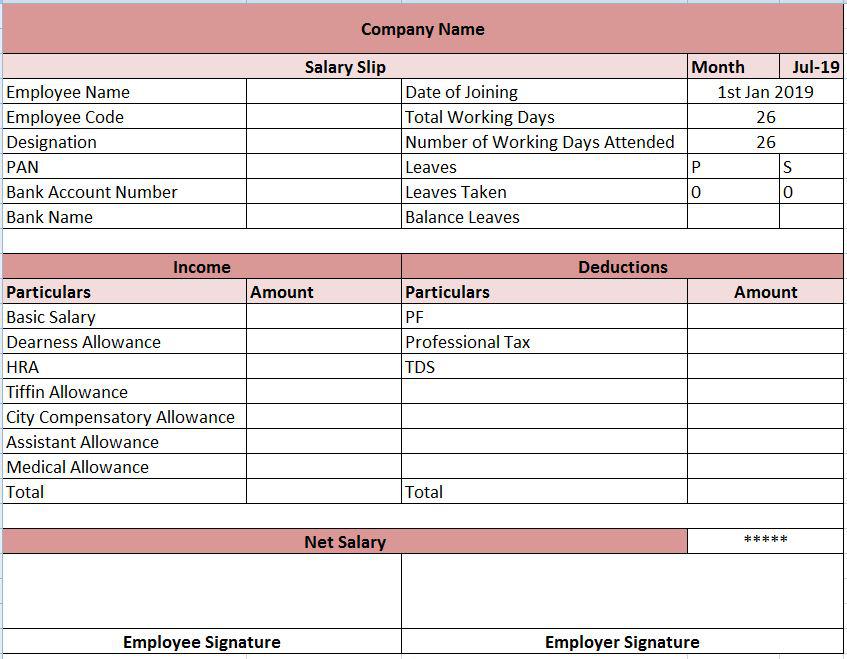 Company Name
Salary Slip Month Jul-19
Employee Name Date of Joining 1st Jan 2019
Employee Code Total Working Days 26
Designation Number of Working Days Attended 26
PAN Leaves P S
Bank Account Number Leaves Taken 0 0
Bank Name Balance Leaves
Income Deductions
Particulars Amount Particulars Amount
Basic Salary PF
Dearness Allowance Professional Tax
HRA TDS
Tiffin Allowance
City Compensatory Allowance
Assistant Allowance
Medical Allowance
Total Total
Net Salary *****
Employee Signature Employer Signature